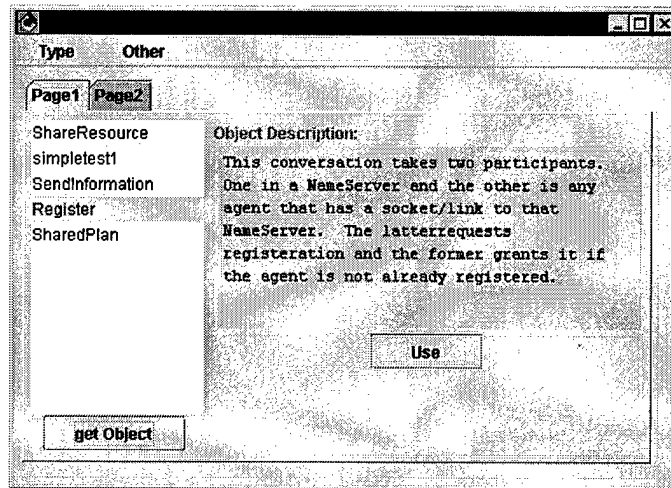 Type Other
Page1 Page2
ShareResource
simpletest1
SendInformation
Register
SharedPlan
Object Description:
This conversation takes two participants.
One in a NameServer and the other is any
agent that has a socket/link to that
NameServer. The latterrequests
registeration and the former grants it if
the agent is not already registered.
Use
get Object